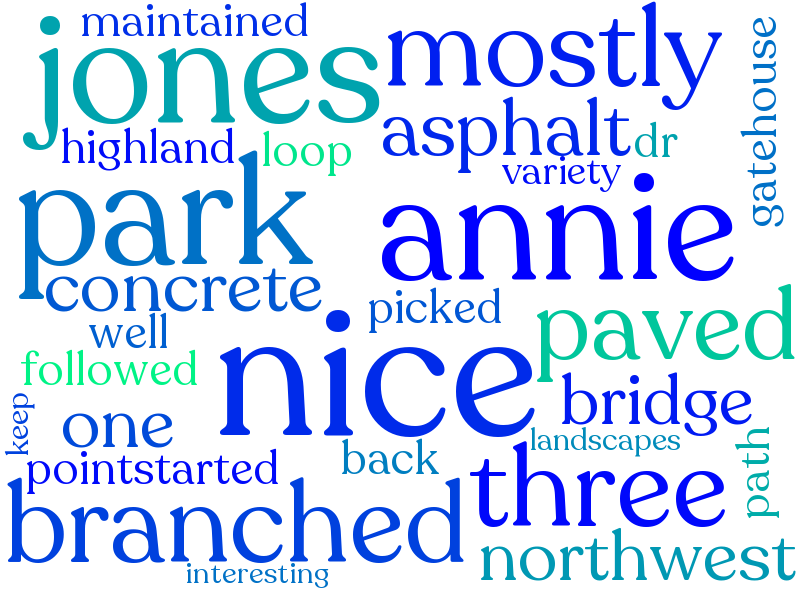 maintained
jones
mostly
gatehouse
highland
loop
asphalt
dr
variety
park
annie
concrete
picked
well
nice
paved
followed
keep
one
bridge
landscapes
path
pointstarted
back
three
branched
northwest
interesting